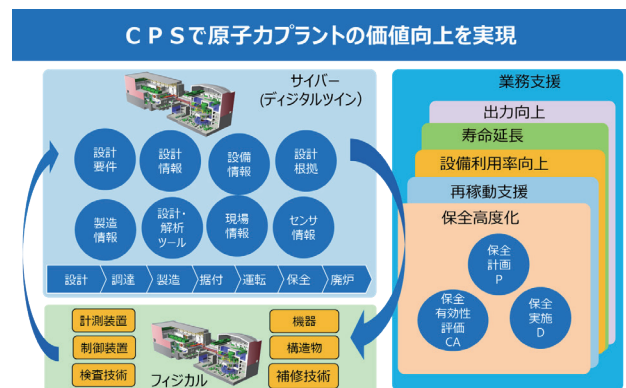 ＣＰＳで原子力プラントの価値向上を実現
サイバー
(ディジタルツイン)
設計
要件
設計
情報
設備
情報
設計
根拠
製造
情報
設計・
解析
ツール
現場
情報
センサ
情報
設計
調達
製造
据付
運転
保全
廃炉
計測装置
制御装置
検査技術
フィジカル
機器
構造物
補修技術
業務支援
出力向上
寿命延長
設備利用率向上
再稼動支援
保全高度化
保全
計画
P
保全
有効性
評価
CA
保全
実施
D